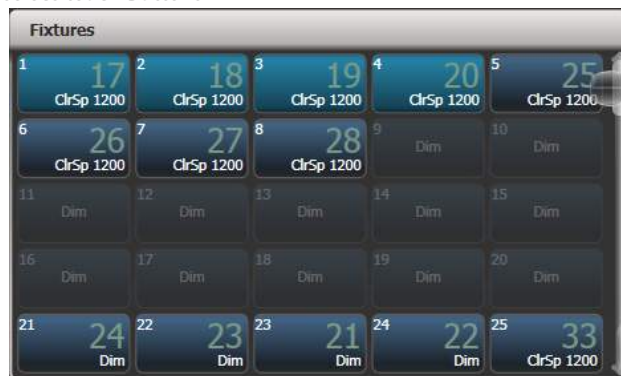 Fixtures
1 17 2 18 3 19 4 20 5 25
ClrSp 1200 ClrSp 1200 ClrSp 1200 ClrSp 1200 ClrSp 1200
6 26 7 27 8 28 9 Dim 10 Dim
ClrSp 1200 ClrSp 1200 ClrSp 1200
11 Dim 12 Dim 13 Dim 14 Dim 15 Dim
16 Dim 17 Dim 18 Dim 19 Dim 20 Dim
21 24 22 23 23 21 24 22 25 33
Dim Dim Dim Dim ClrSp 1200